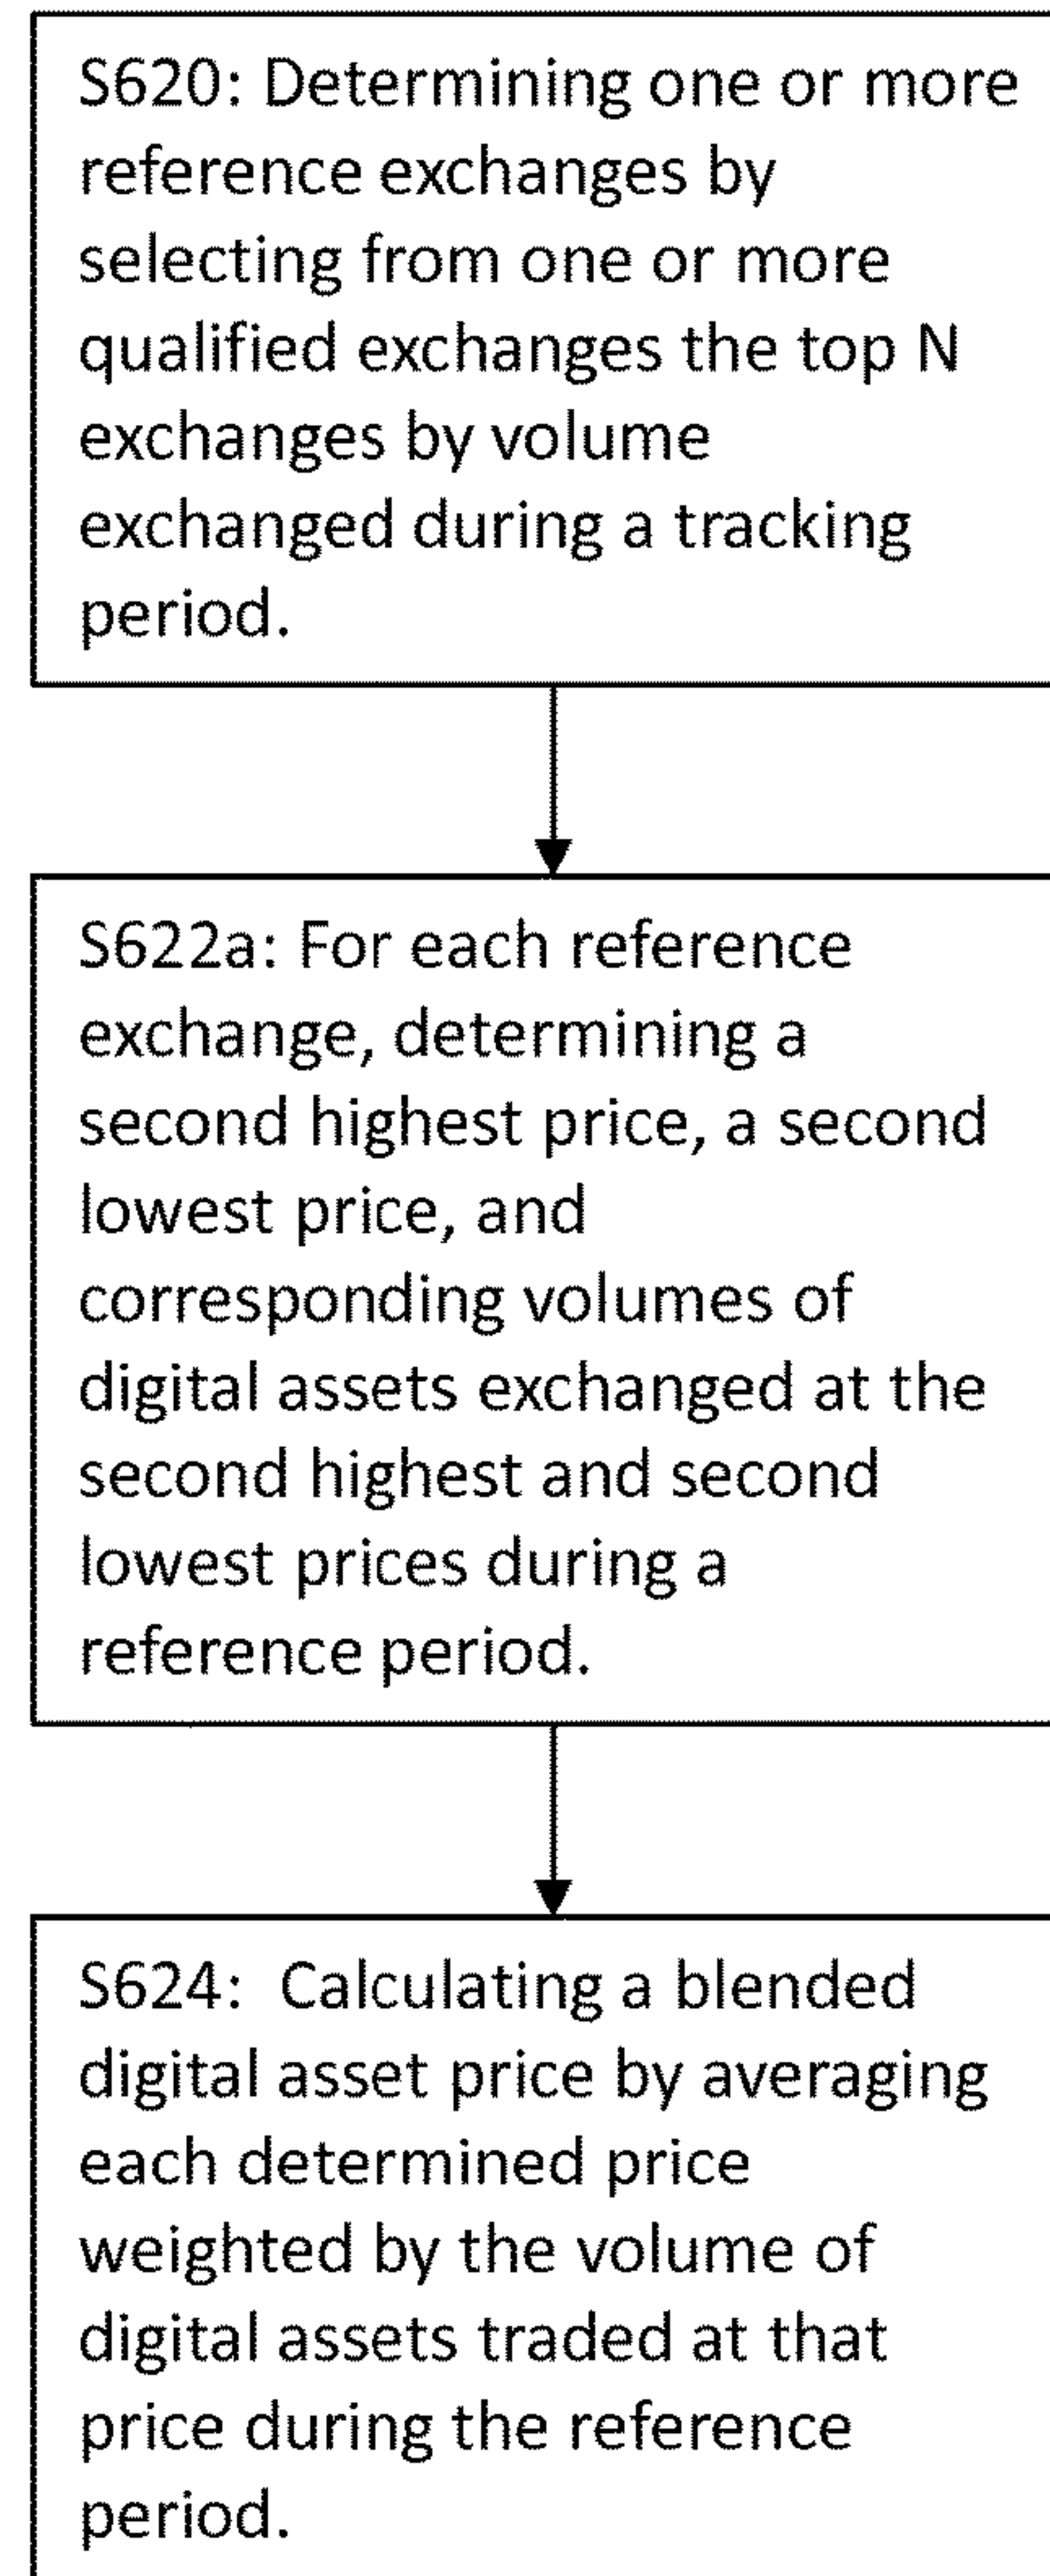 S620: Determining one or more
reference exchanges by
selecting from one or more
qualified exchanges the top N
exchanges by volume
exchanged during a tracking
period.
S622a: For each reference
exchange, determining a
second highest price, a second
lowest price, and
corresponding volumes of
digital assets exchanged at the
second highest and second
lowest prices during a
reference period.
S624:  Calculating a blended
digital asset price by averaging
each determined price
weighted by the volume of
digital assets traded at that
price during the reference
period.